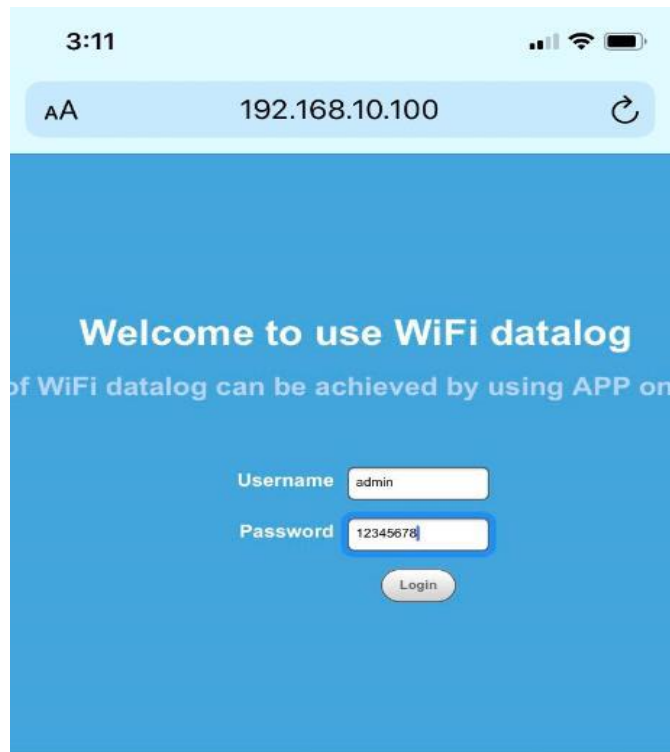 3:11
AA 192.168.10.100
Welcome to use WiFi datalog
of WiFi datalog can be achieved by using APP on
Username admin
Password 12345678
Login